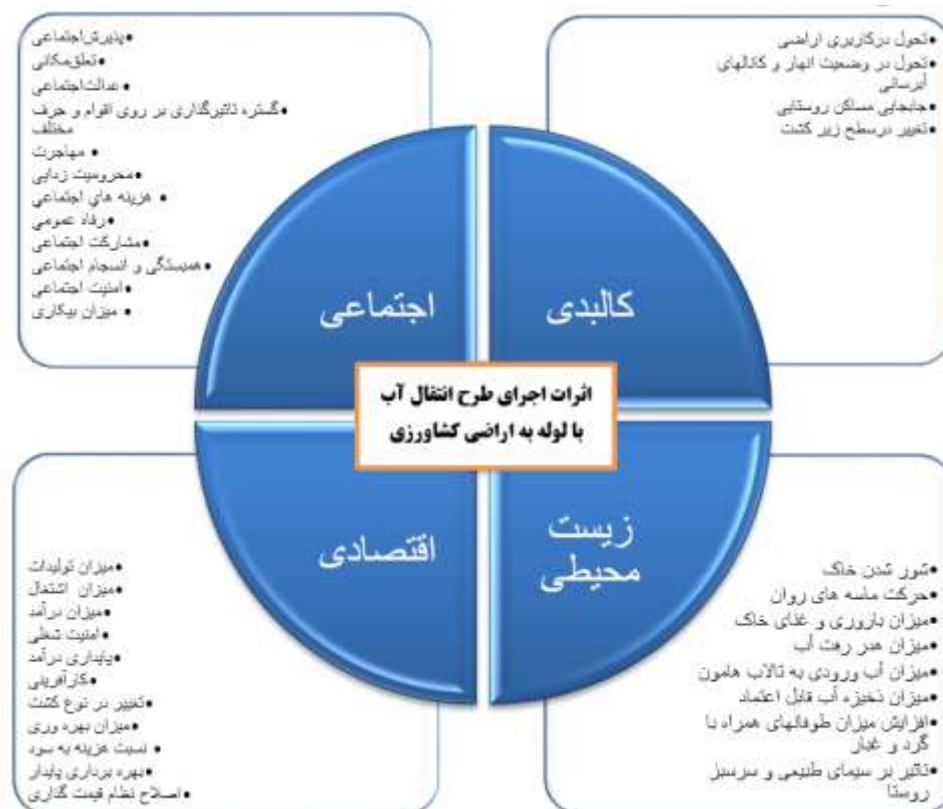 تحول درکاربری اراضی
تحول در وضعیت انهار و کانالهای
آبرسانی
جابجایی مساکن روستایی
تغییر درسطح زیر کشت
پذیرش‌اجتماعی
تعلق‌مکانی
عدالت‌اجتماعی
گستره تاثیرگذاری بر روی اقوام و حرف
مختلف
مهاجرت
محرومیت زدایی
هزینه های اجتماعی
رفاه عمومی
مشارکت اجتماعی
همبستگی و انسجام اجتماعی
امنیت اجتماعی
میزان بیکاری
کالبدی
اجتماعی
اثرات اجرای طرح انتقال آب
با لوله به اراضی کشاورزی
زیست
محیطی
اقتصادی
شور شدن خاک
حرکت ماسه های روان
میزان باروری و غذای خاک
میزان هدر رفت آب
میزان آب ورودی به تالاب هامون
میزان ذخیزه آب قابل اعتماد
افزایش میزان طوفانهای همراه با
گرد و غبار
تاثیر بر سیمای طبیعی و سرسبز
روستا
میزان تولیدات
میزان اشتغال
میزان درآمد
امنیت شغلی
پایداری درآمد
کارآفرینی
تغییر در نوع کشت
میزان بهره وری
نسبت هزینه به سود
بهره برداری پایدار
اصلاح نظام قیمت گذاری